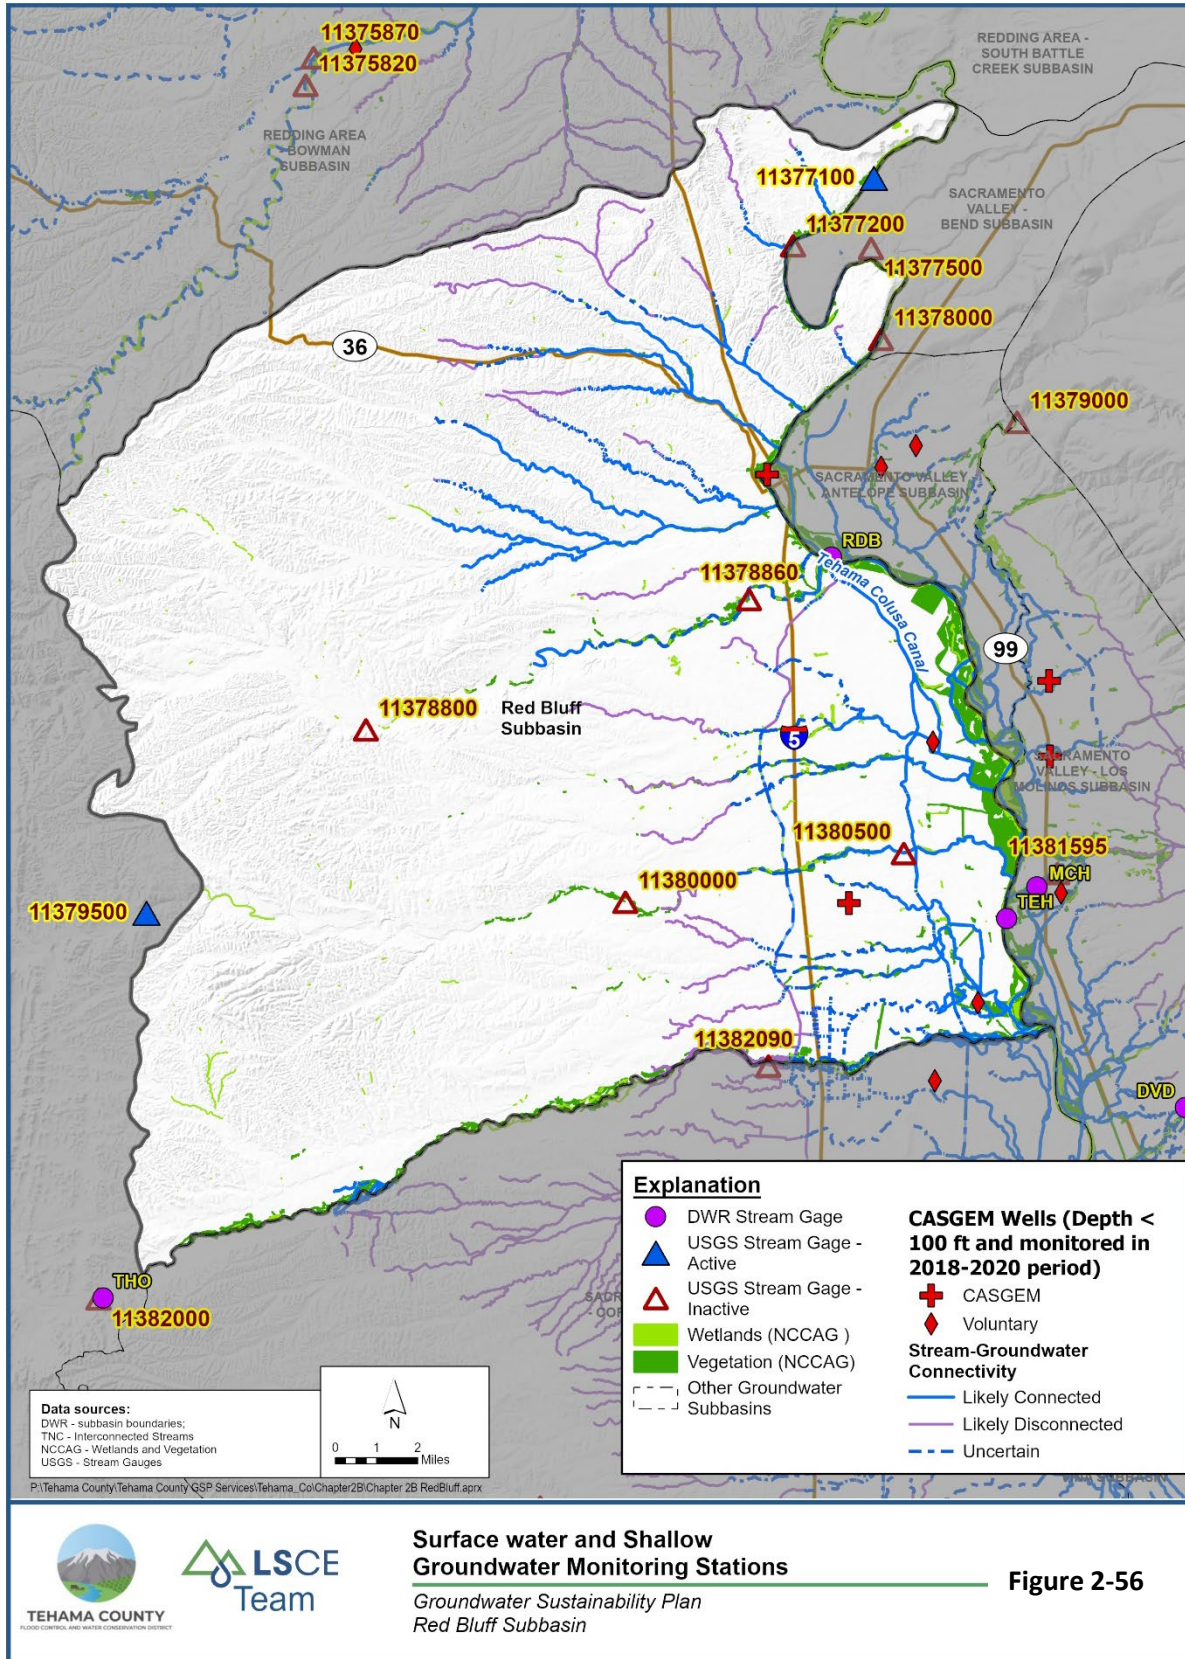 11375870
11375820
REDDING AREA -
SOUTH BATTLE
CREEK SUBBASIN
REDDING AREA
- BOWMAN
SUBBASIN
11377100
SACRAMENTO
VALLEY -
BEND SUBBASIN
11377200
11377500
11378000
36
11379000
SACRAMENTO VALLEY
ANTELOPE SUBBASIN
RDB
Tehama Colusa Canal
11378860
99
11378800
Red Bluff
Subbasin
5
SACRAMENTO
VALLEY - LOS
MOLINOS SUBBASIN
11380500
11381595
MCH
11380000
TEH
11379500
11382090
DVD
THO
11382000
Explanation
DWR Stream Gage
USGS Stream Gage -
Active
USGS Stream Gage -
Inactive
Wetlands (NCCAG )
Vegetation (NCCAG)
Other Groundwater
Subbasins
CASGEM Wells (Depth <
100 ft and monitored in
2018-2020 period)
CASGEM
Voluntary
Stream-Groundwater
Connectivity
Likely Connected
Likely Disconnected
Uncertain
Data sources:
DWR - subbasin boundaries;
TNC - Interconnected Streams
NCCAG - Wetlands and Vegetation
USGS - Stream Gauges
N
0 1 2
Miles
P:\Tehama County\Tehama County GSP Services\Tehama_Co\Chapter2B\Chapter 2B RedBluff.aprx
TEHAMA COUNTY
FLOOD CONTROL AND WATER CONSERVATION DISTRICT
LSCE
Team
Surface water and Shallow
Groundwater Monitoring Stations
Groundwater Sustainability Plan
Red Bluff Subbasin
Figure 2-56